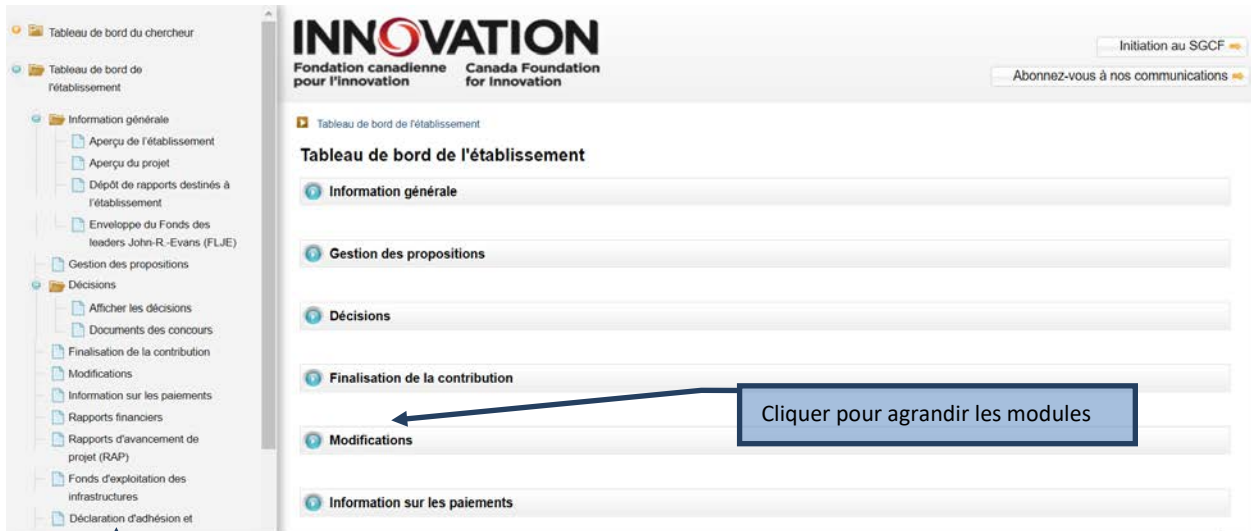 Tableau de bord du chercheur
Tableau de bord de
l'établissement
Information générale
Aperçu de l'établissement
Aperçu du projet
Dépôt de rapports destinés à
l'établissement
Enveloppe du Fonds des
leaders John-R.-Evans (FLJE)
Gestion des propositions
Décisions
Afficher les décisions
Documents des concours
Finalisation de la contribution
Modifications
Information sur les paiements
Rapports financiers
Rapports d'avancement de
projet (RAP)
Fonds d'exploitation des
infrastructures
Déclaration d'adhésion et
INNOVATION
Fondation canadienne
pour l'innovation
Canada Foundation
for Innovation
Initiation au SGCF
Abonnez-vous à nos communications
Tableau de bord de l'établissement
Tableau de bord de l'établissement
Information générale
Gestion des propositions
Décisions
Finalisation de la contribution
Cliquer pour agrandir les modules
Modifications
Information sur les paiements